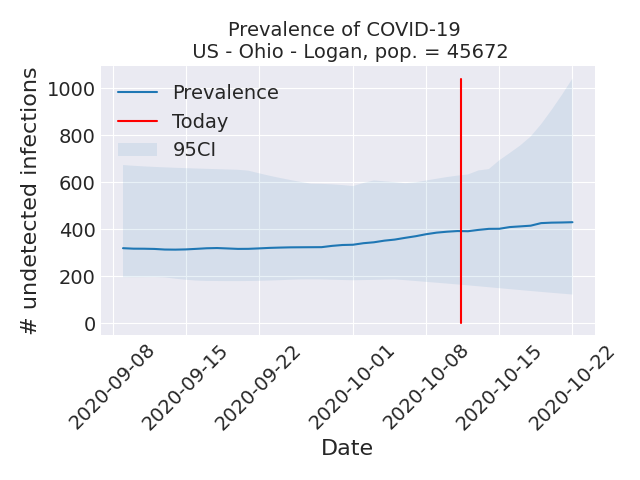 Prevalence of COVID-19
US - Ohio - Logan, pop. = 45672
# undetected infections
1000
800
600
400
200
0
Prevalence
Today
95CI
2020-09-08
2020-09-15
2020-09-22
2020-10-01
2020-10-08
2020-10-15
2020-10-22
Date